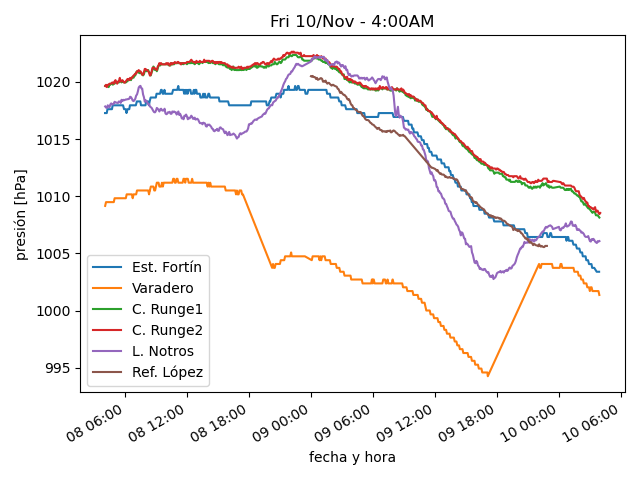 Fri 10/Nov - 4:00AM
presión [hPa]
1020
1015
1010
1005
1000
995
Est. Fortín
Varadero
C. Runge1
C. Runge2
L. Notros
Ref. López
08 06:00
08 12:00
08 18:00
09 00:00
09 06:00
09 12:00
09 18:00
10 00:00
10 06:00
fecha y hora